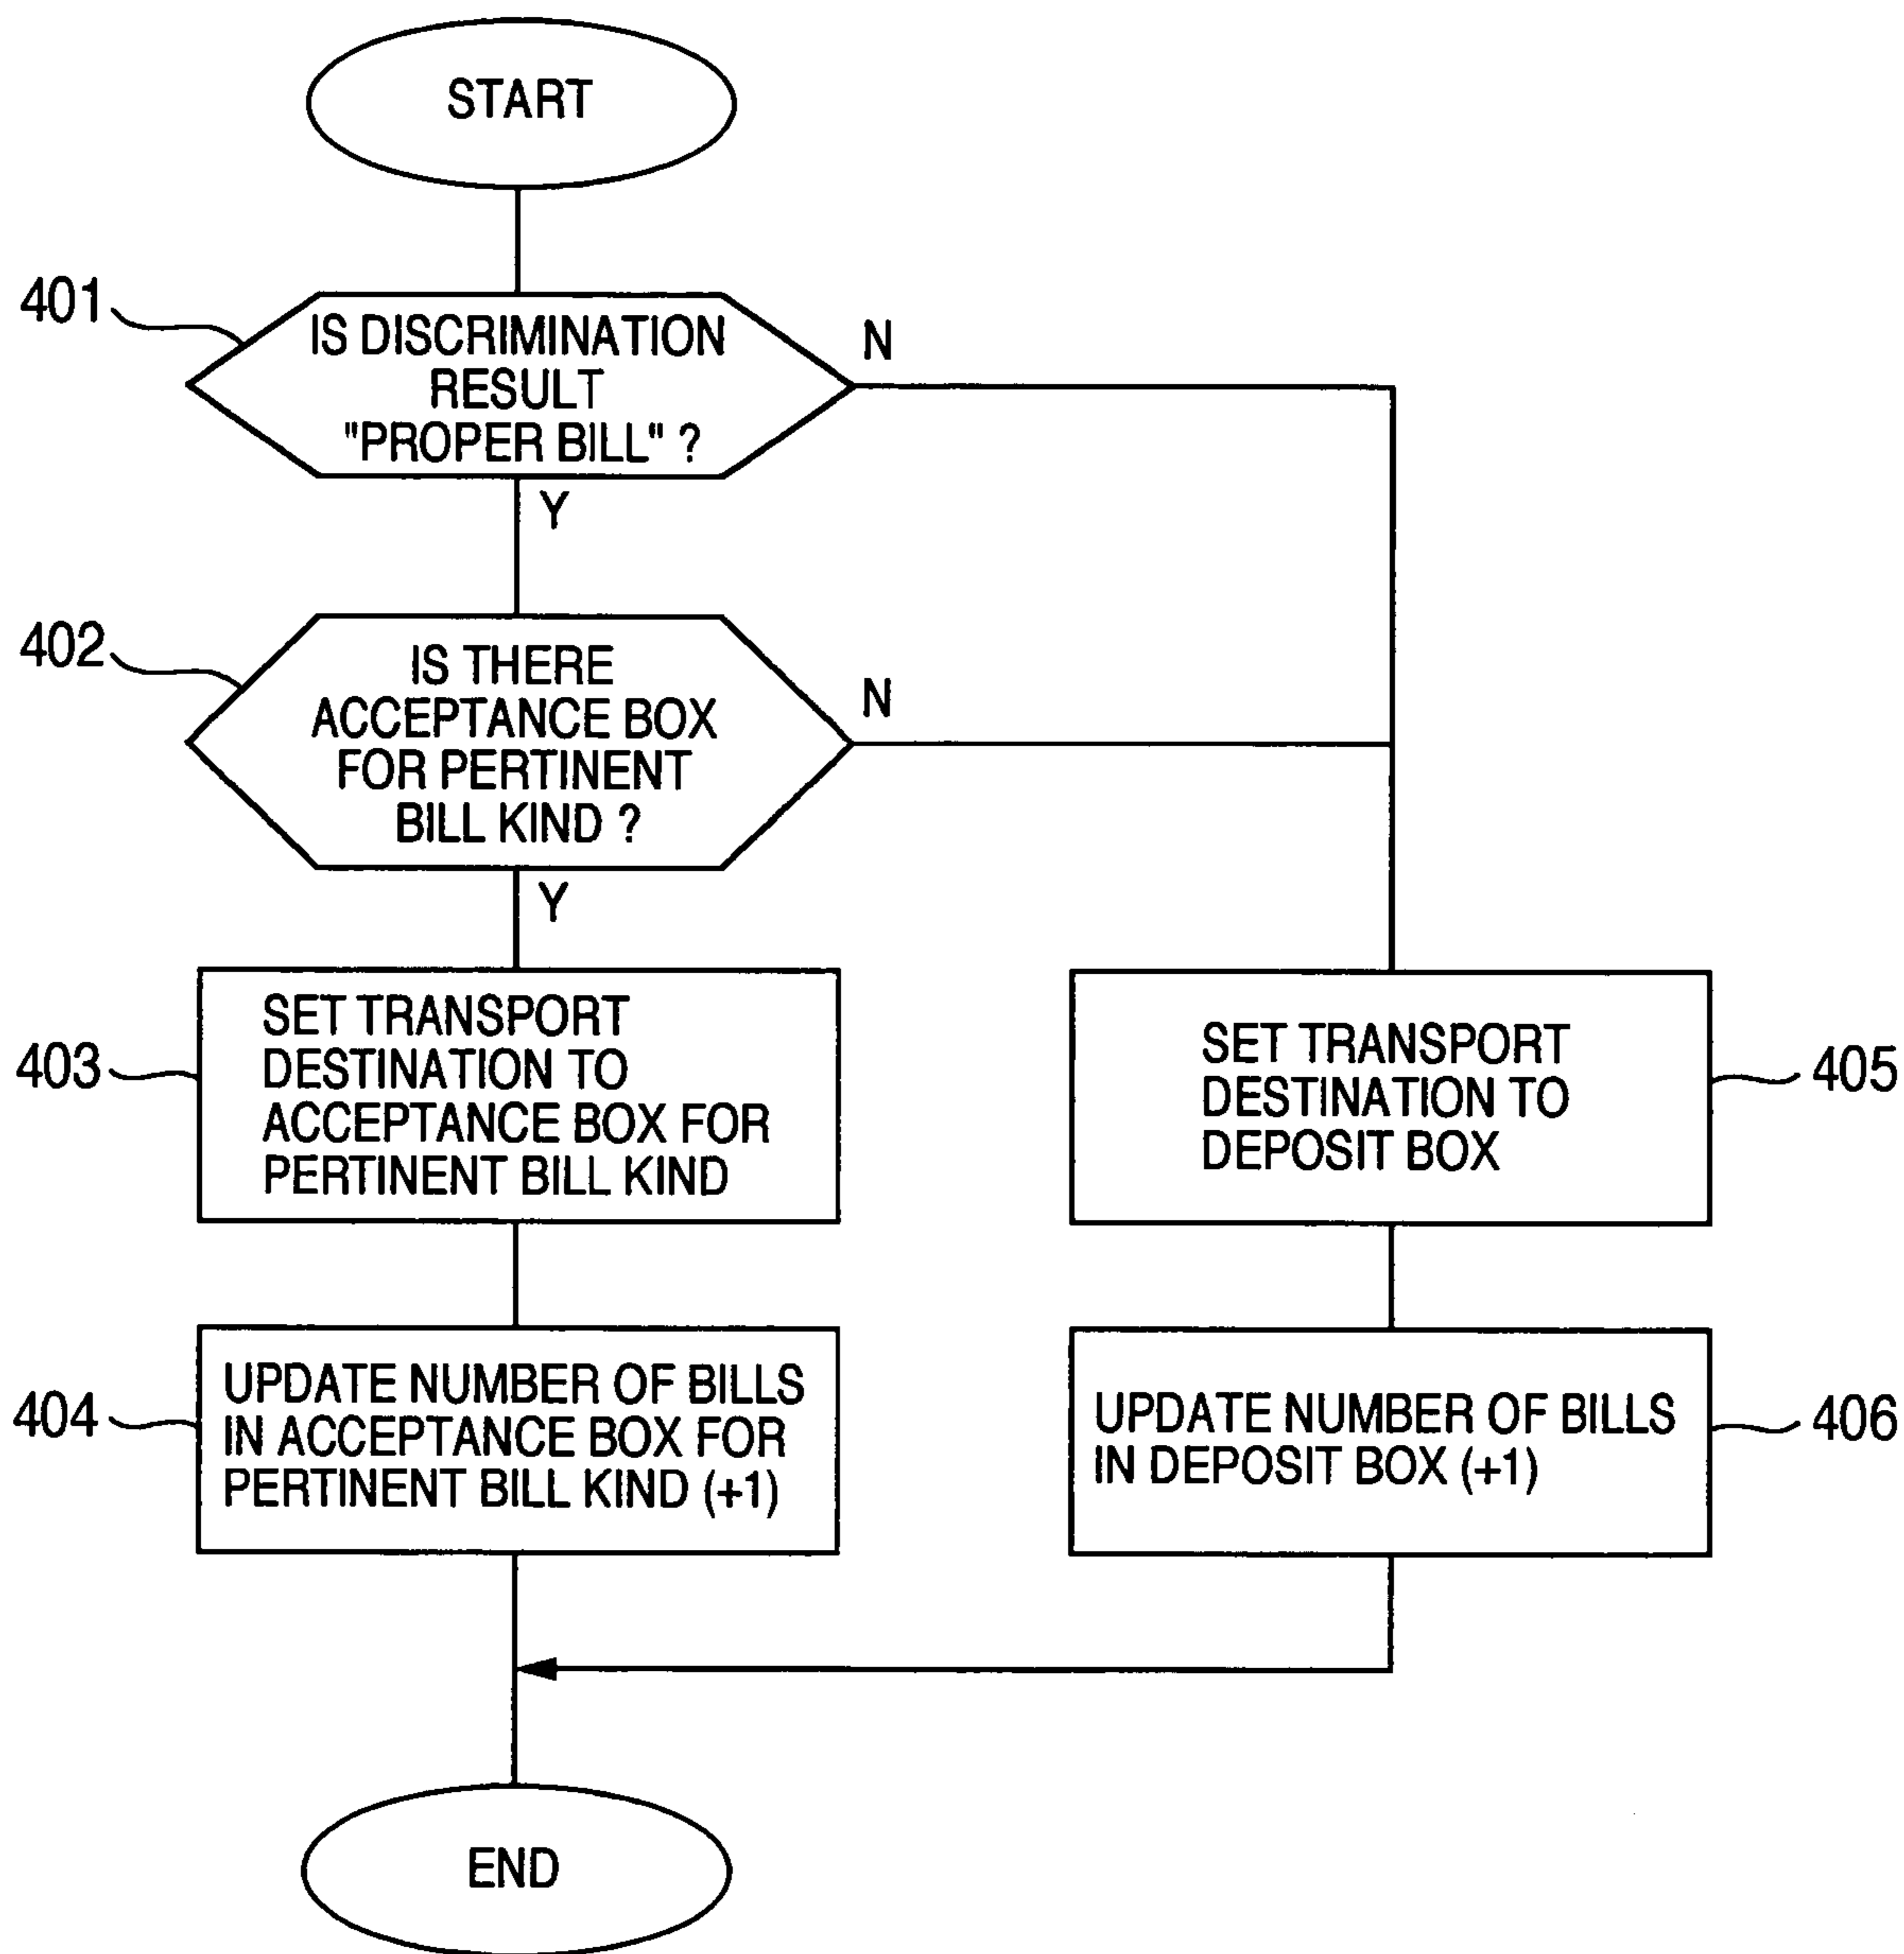 START
401
IS DISCRIMINATION
RESULT
"PROPER BILL" ?
N
Y
402
IS THERE
ACCEPTANCE BOX
FOR PERTINENT
BILL KIND ?
N
Y
403
SET TRANSPORT
DESTINATION TO
ACCEPTANCE BOX FOR
PERTINENT BILL KIND
SET TRANSPORT
DESTINATION TO
DEPOSIT BOX
405
404
UPDATE NUMBER OF BILLS
IN ACCEPTANCE BOX FOR
PERTINENT BILL KIND (+1)
UPDATE NUMBER OF BILLS
IN DEPOSIT BOX (+1)
406
END